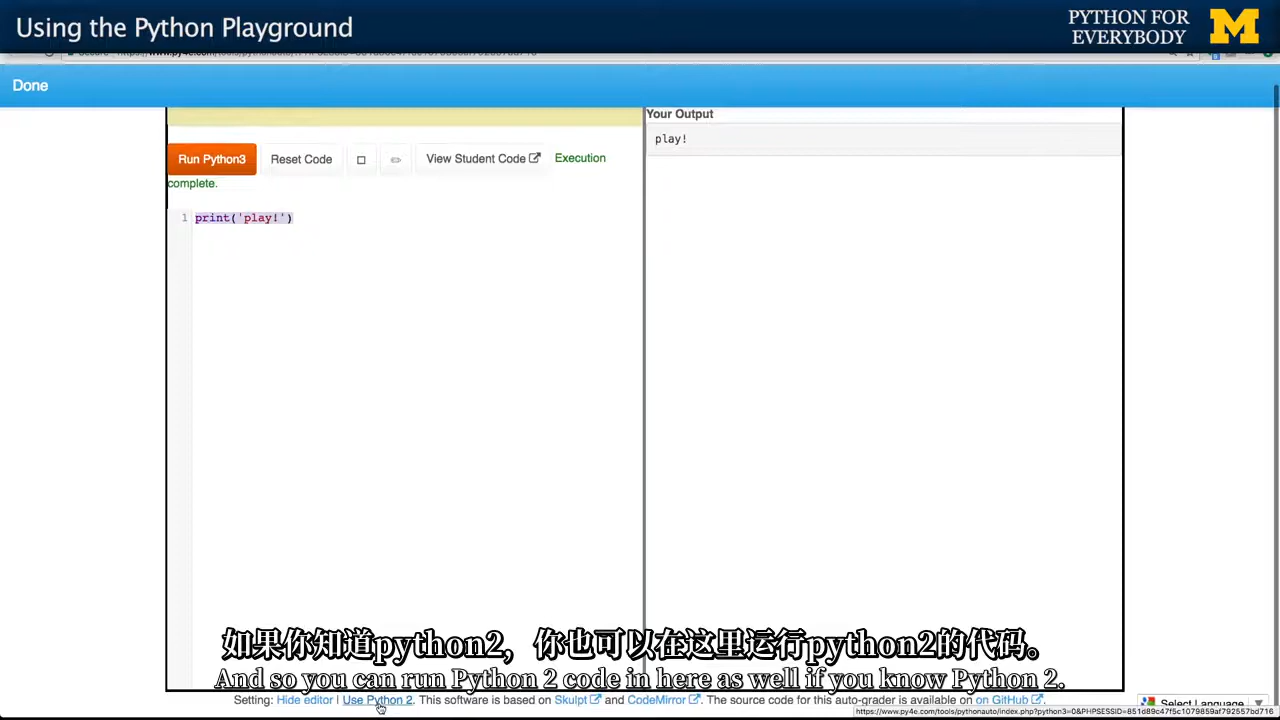 Using the Python Playground
PYTHON FOR
EVERYBODY
Done
Your Output
play!
Run Python3
Reset Code
View Student Code
Execution
complete.
1 print('play!')
如果你知道python2，你也可以在这里运行python2的代码。
And so you can run Python 2 code in here as well if you know Python 2.
Setting: Hide editor | Use Python 2. This software is based on Skulpt and CodeMirror. The source code for this auto-grader is available on on GitHub.
Select Language